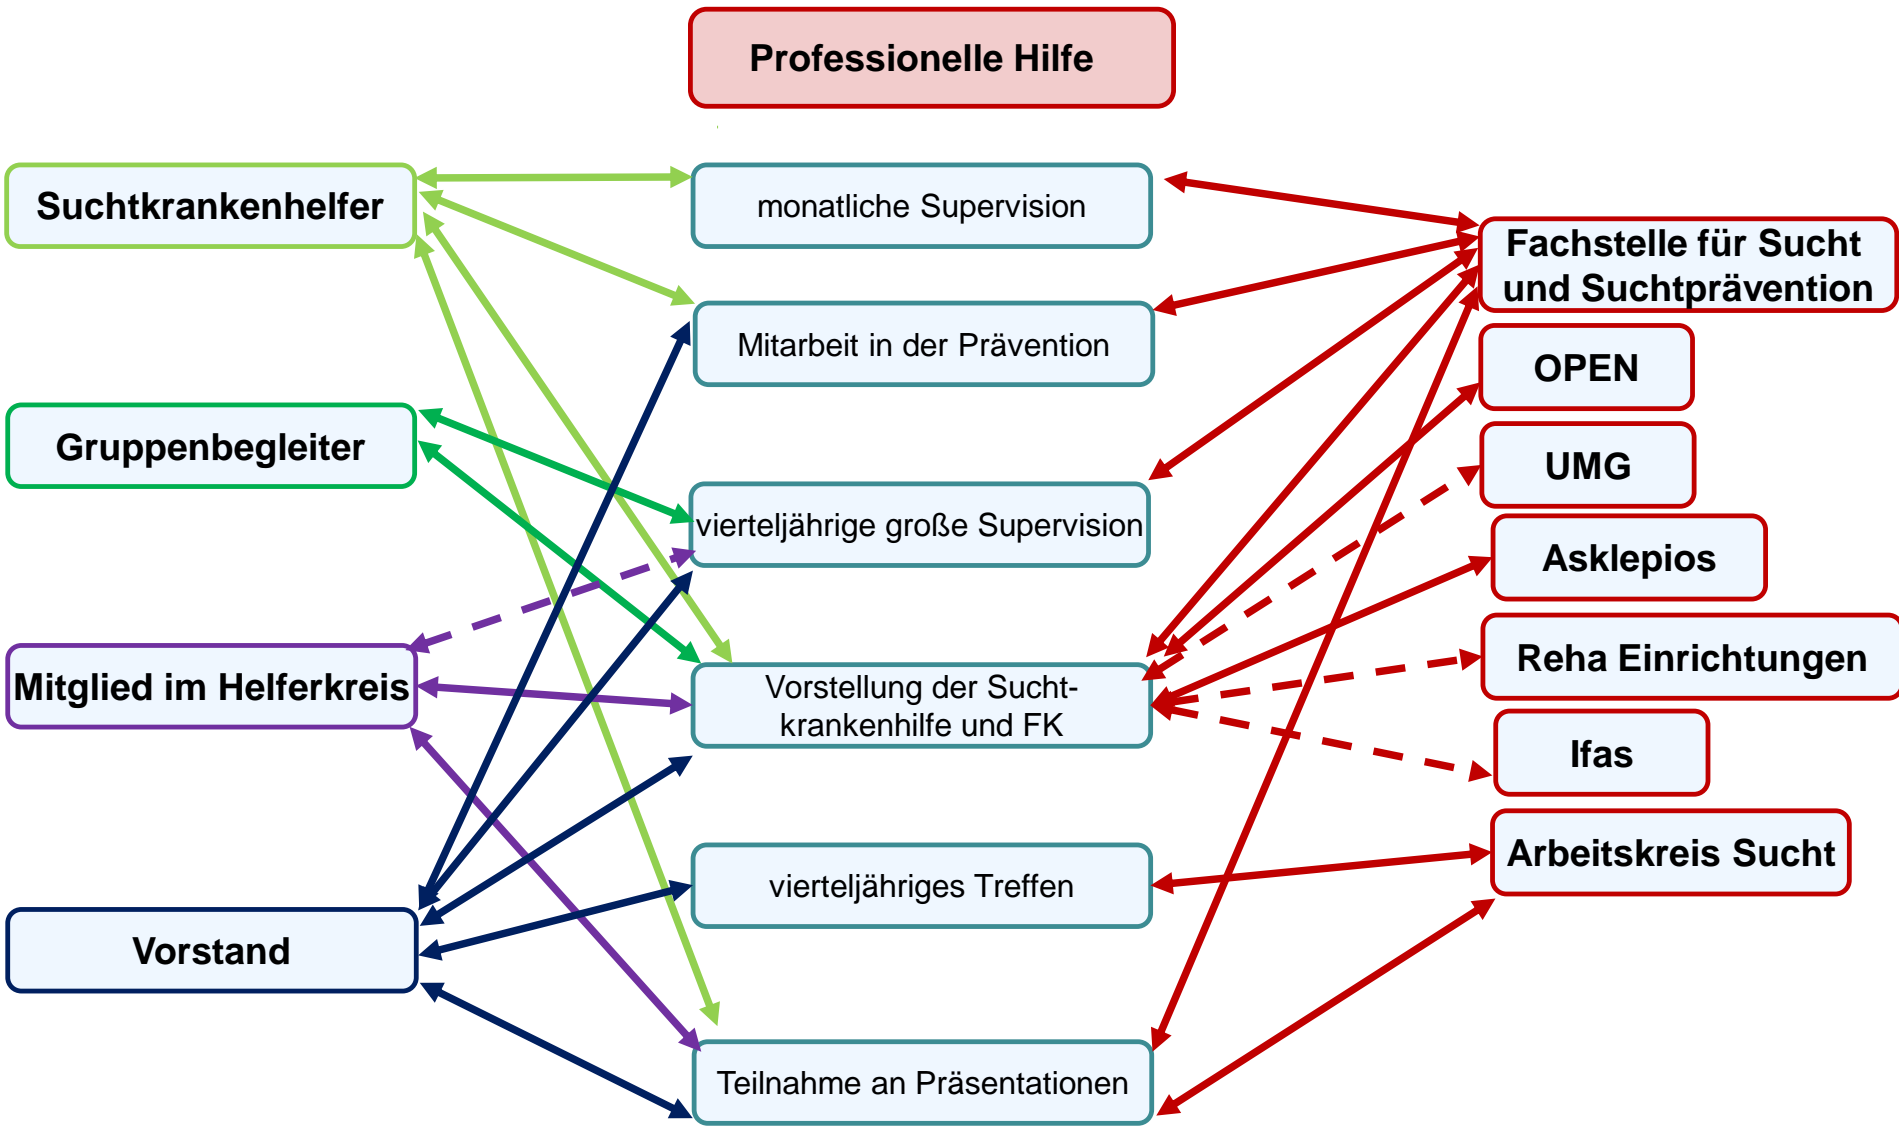 Professionelle Hilfe
Suchtkrankenhelfer
Gruppenbegleiter
Mitglied im Helferkreis
Vorstand
monatliche Supervision
Mitarbeit in der Prävention
vierteljährige große Supervision
Vorstellung der Sucht-
krankenhilfe und FK
vierteljähriges Treffen
Teilnahme an Präsentationen
Fachstelle für Sucht
und Suchtprävention
OPEN
UMG
Asklepios
Reha Einrichtungen
Ifas
Arbeitskreis Sucht